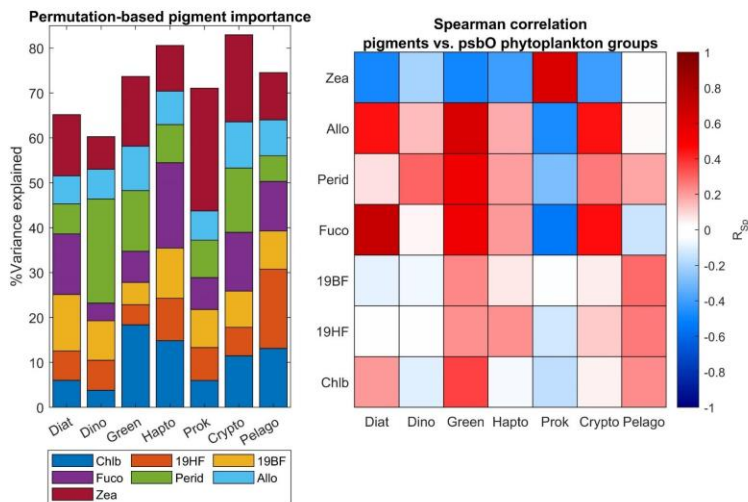 Permutation-based pigment importance
%Variance explained
80
70
60
50
40
30
20
10
0
Diat Dino Green Hapto Prok Crypto Pelago
Chlb 19HF 19BF
Fuco Perid Allo
Zea
Spearman correlation
pigments vs. psbO phytoplankton groups
Zea
Allo
Perid
Fuco
19BF
19HF
Chlb
Diat Dino Green Hapto Prok Crypto Pelago
1
0.8
0.6
0.4
0.2
0
-0.2
-0.4
-0.6
-0.8
-1
RSp